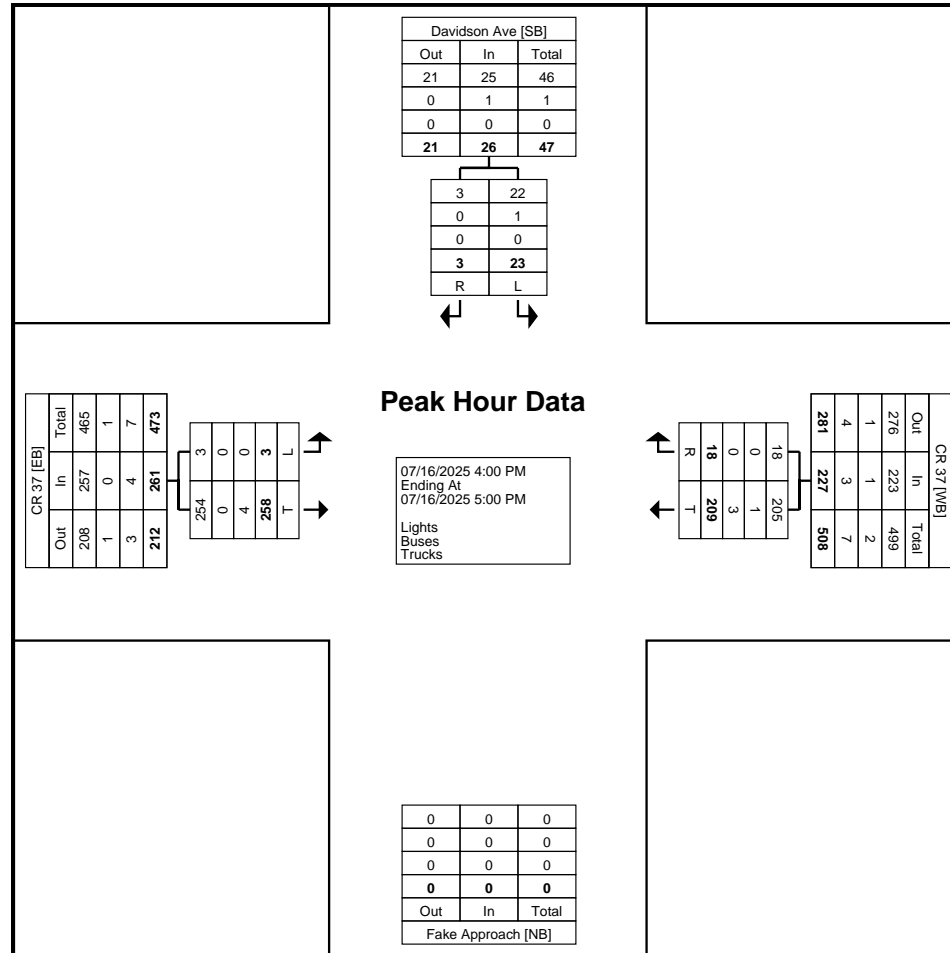 Davidson Ave [SB]
Out In Total
21 25 46
0 1 1
0 0 0
21 26 47
3 22
0 1
0 0
3 23
R L
Peak Hour Data
CR 37 [EB]
Total In Out
465 257 208
1 0 1
7 4 3
473 261 212
3 254
0 0
0 4
3 258
L T
07/16/2025 4:00 PM
Ending At
07/16/2025 5:00 PM
Lights
Buses
Trucks
CR 37 [WB]
Out In Total
276 223 499
1 1 2
4 3 7
281 227 508
18 205
0 1
0 3
18 209
R T
0 0 0
0 0 0
0 0 0
0 0 0
Out In Total
Fake Approach [NB]